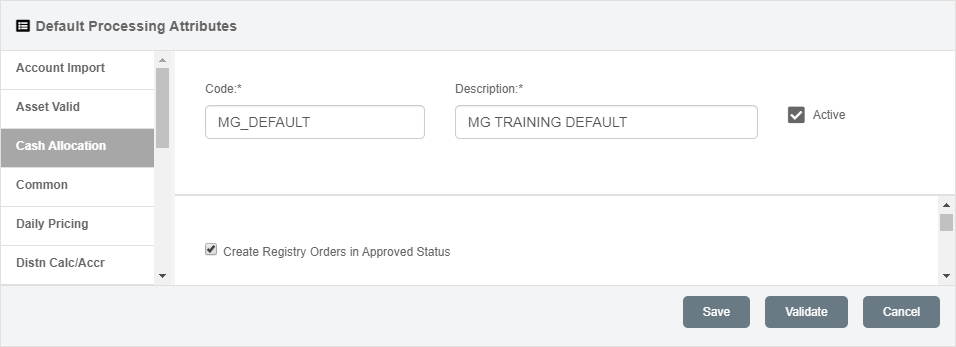 Default Processing Attributes
Account Import
Asset Valid
Cash Allocation
Common
Daily Pricing
Distn Calc/Accr
Code:*
Description:*
MG_DEFAULT
MG TRAINING DEFAULT
Active
Create Registry Orders in Approved Status
Save
Validate
Cancel